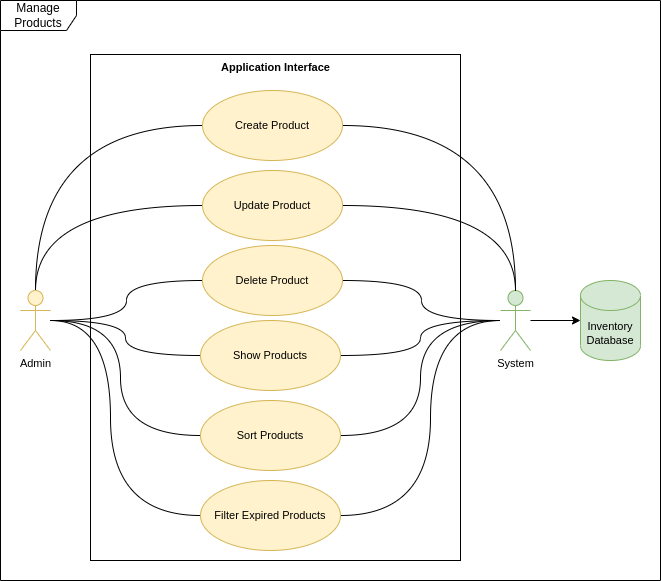 Manage
Products
Application Interface
Create Product
Update Product
Delete Product
Show Products
Sort Products
Filter Expired Products
Admin
System
Inventory
Database